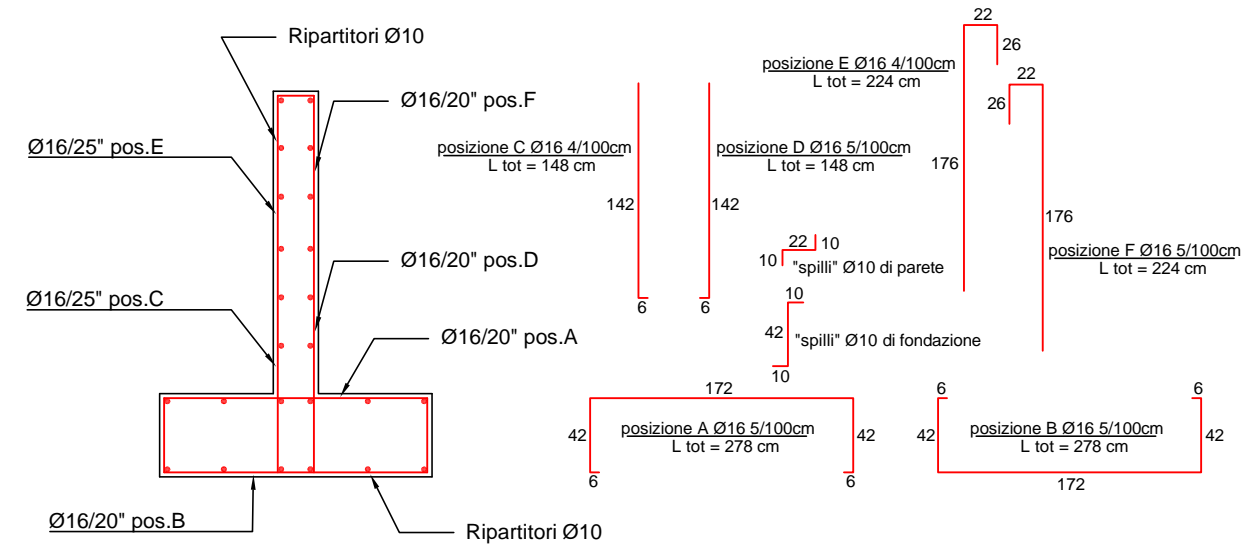 Ripartitori Ø10
Ø16/20" pos.F
Ø16/25" pos.E
Ø16/20" pos.D
Ø16/25" pos.C
Ø16/20" pos.A
Ø16/20" pos.B
Ripartitori Ø10
posizione C Ø16 4/100cm
L tot = 148 cm
142
6
posizione D Ø16 5/100cm
L tot = 148 cm
142
6
22
26
posizione E Ø16 4/100cm
L tot = 224 cm
176
22
26
176
posizione F Ø16 5/100cm
L tot = 224 cm
22
10
10
"spilli" Ø10 di parete
10
42
"spilli" Ø10 di fondazione
10
172
42
posizione A Ø16 5/100cm
L tot = 278 cm
42
6
6
6
6
42
posizione B Ø16 5/100cm
L tot = 278 cm
42
172